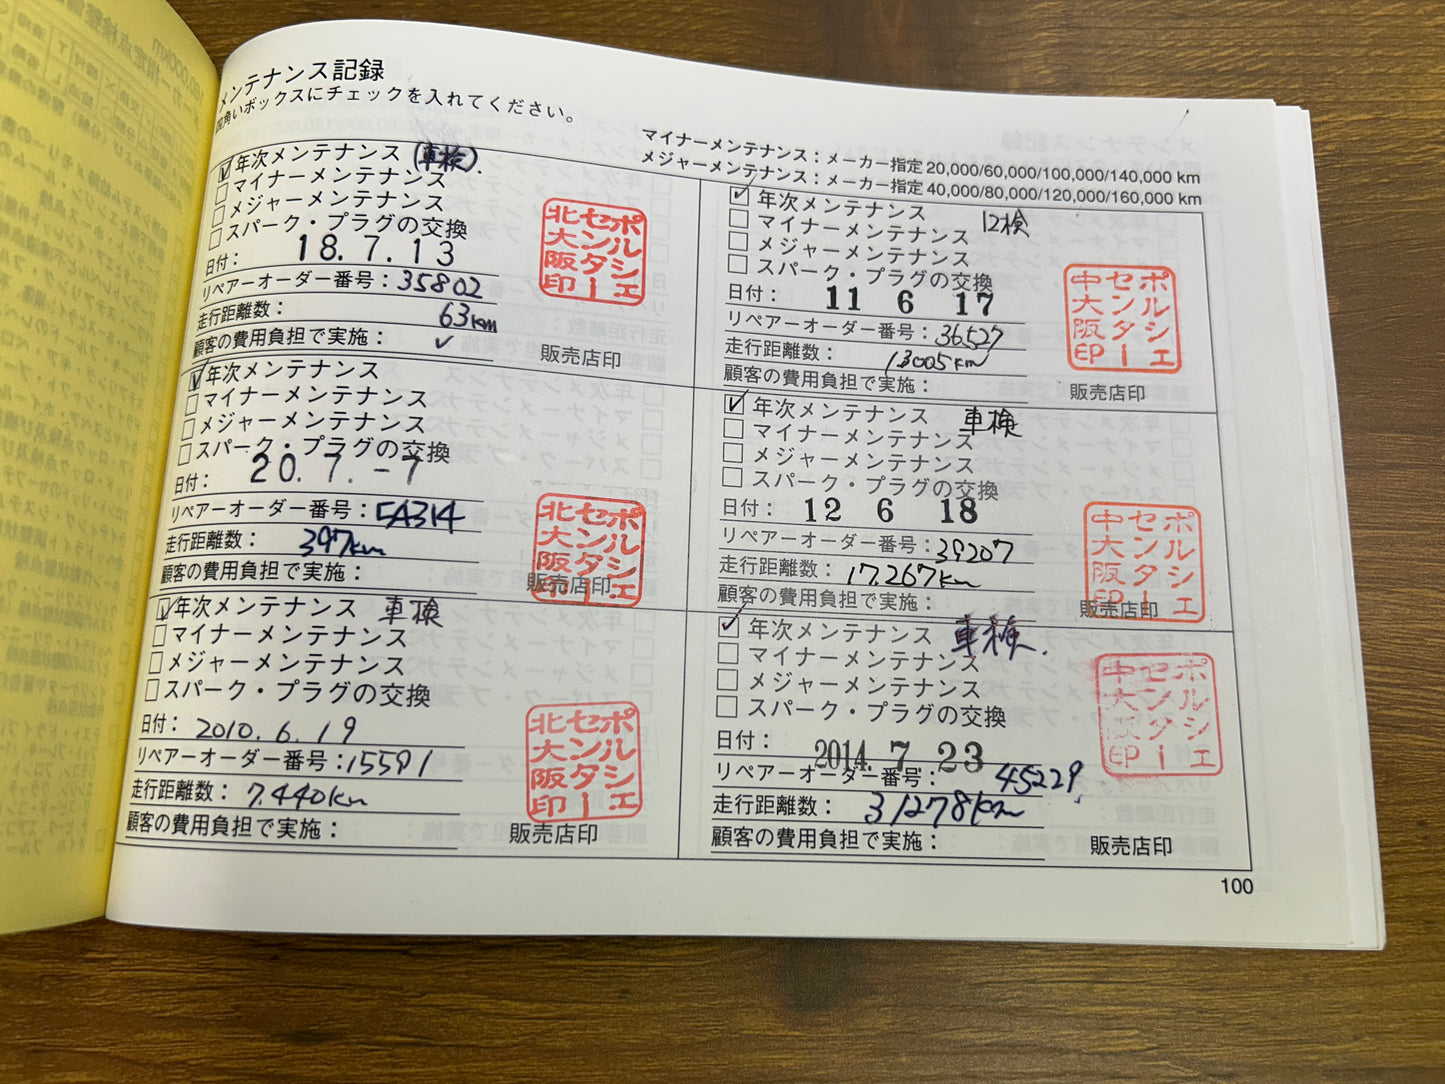 メンテナンス記録
四角いボックスにチェックを入れてください。
マイナーメンテナンス：メーカー指定 20,000/60,000/100,000/140,000 km
メジャーメンテナンス：メーカー指定 40,000/80,000/120,000/160,000 km
年次メンテナンス (車検).
マイナーメンテナンス
メジャーメンテナンス
スパーク・プラグの交換
日付： 18.7.13
リペアーオーダー番号：35802
走行距離数： 63km
顧客の費用負担で実施： ✓
ポルシェ
センター
北大阪印
販売店印
年次メンテナンス
マイナーメンテナンス
メジャーメンテナンス
スパーク・プラグの交換
日付： 20.7.-7
リペアーオーダー番号：5A314
走行距離数： 397km
顧客の費用負担で実施：
ポルシェ
センター
北大阪印
販売店印
年次メンテナンス 車検
マイナーメンテナンス
メジャーメンテナンス
スパーク・プラグの交換
日付： 2010.6.19
リペアーオーダー番号：15591
走行距離数： 7.440km
顧客の費用負担で実施：
ポルシェ
センター
北大阪印
販売店印
年次メンテナンス 12検
マイナーメンテナンス
メジャーメンテナンス
スパーク・プラグの交換
日付： 11 6 17
リペアーオーダー番号：36527
走行距離数： 13005km
顧客の費用負担で実施：
ポルシェ
センター
中大阪印
販売店印
年次メンテナンス 車検
マイナーメンテナンス
メジャーメンテナンス
スパーク・プラグの交換
日付： 12 6 18
リペアーオーダー番号：39207
走行距離数： 17.267km
顧客の費用負担で実施：
ポルシェ
センター
中大阪印
販売店印
年次メンテナンス 車検.
マイナーメンテナンス
メジャーメンテナンス
スパーク・プラグの交換
日付： 2014. 7 23
リペアーオーダー番号： 45229
走行距離数： 31278km
顧客の費用負担で実施：
ポルシェ
センター
中大阪印
販売店印
100